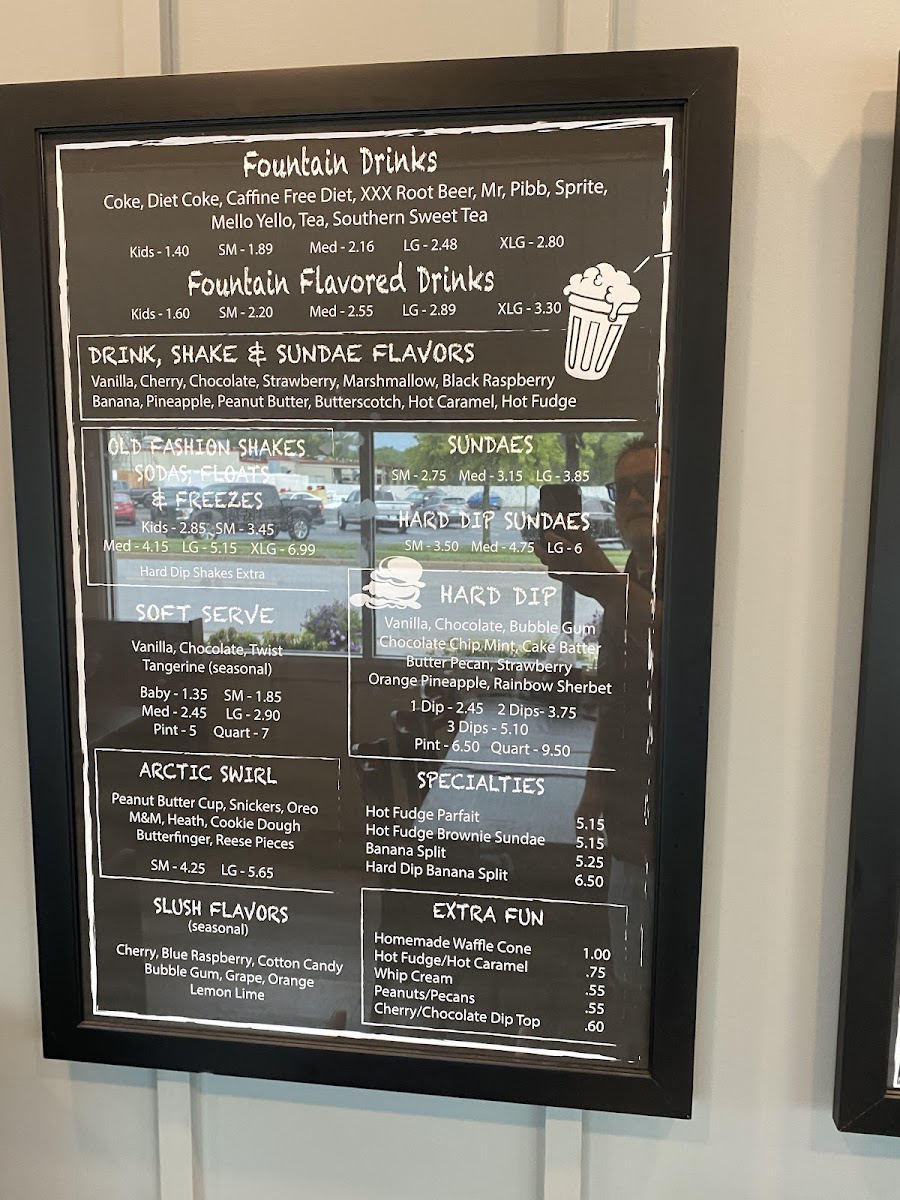 Fountain Drinks
Coke, Diet Coke, Caffine Free Diet, XXX Root Beer, Mr, Pibb, Sprite,
Mello Yello, Tea, Southern Sweet Tea
Kids - 1.40 SM - 1.89 Med - 2.16 LG - 2.48 XLG - 2.80
Fountain Flavored Drinks
Kids - 1.60 SM - 2.20 Med - 2.55 LG - 2.89 XLG - 3.30
DRINK, SHAKE & SUNDAE FLAVORS
Vanilla, Cherry, Chocolate, Strawberry, Marshmallow, Black Raspberry
Banana, Pineapple, Peanut Butter, Butterscotch, Hot Caramel, Hot Fudge
OLD FASHION SHAKES
SODAS, FLOATS
& FREEZES
Kids - 2.85 SM - 3.45
Med - 4.15 LG - 5.15 XLG - 6.99
Hard Dip Shakes Extra
SUNDAES
SM - 2.75 Med - 3.15 LG - 3.85
HARD DIP SUNDAES
SM - 3.50 Med - 4.75 LG - 6
SOFT SERVE
Vanilla, Chocolate, Twist
Tangerine (seasonal)
Baby - 1.35 SM - 1.85
Med - 2.45 LG - 2.90
Pint - 5 Quart - 7
HARD DIP
Vanilla, Chocolate, Bubble Gum
Chocolate Chip Mint, Cake Batter
Butter Pecan, Strawberry
Orange Pineapple, Rainbow Sherbet
1 Dip - 2.45 2 Dips- 3.75
3 Dips - 5.10
Pint - 6.50 Quart - 9.50
ARCTIC SWIRL
Peanut Butter Cup, Snickers, Oreo
M&M, Heath, Cookie Dough
Butterfinger, Reese Pieces
SM - 4.25 LG - 5.65
SPECIALTIES
Hot Fudge Parfait 5.15
Hot Fudge Brownie Sundae 5.15
Banana Split 5.25
Hard Dip Banana Split 6.50
SLUSH FLAVORS
(seasonal)
Cherry, Blue Raspberry, Cotton Candy
Bubble Gum, Grape, Orange
Lemon Lime
EXTRA FUN
Homemade Waffle Cone 1.00
Hot Fudge/Hot Caramel .75
Whip Cream .55
Peanuts/Pecans .55
Cherry/Chocolate Dip Top .60